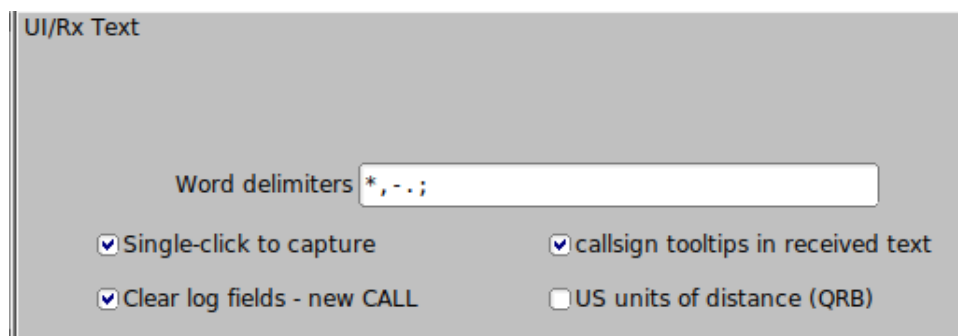 UI/Rx Text
Word delimiters *,-.;
Single-click to capture callsign tooltips in received text
Clear log fields - new CALL US units of distance (QRB)